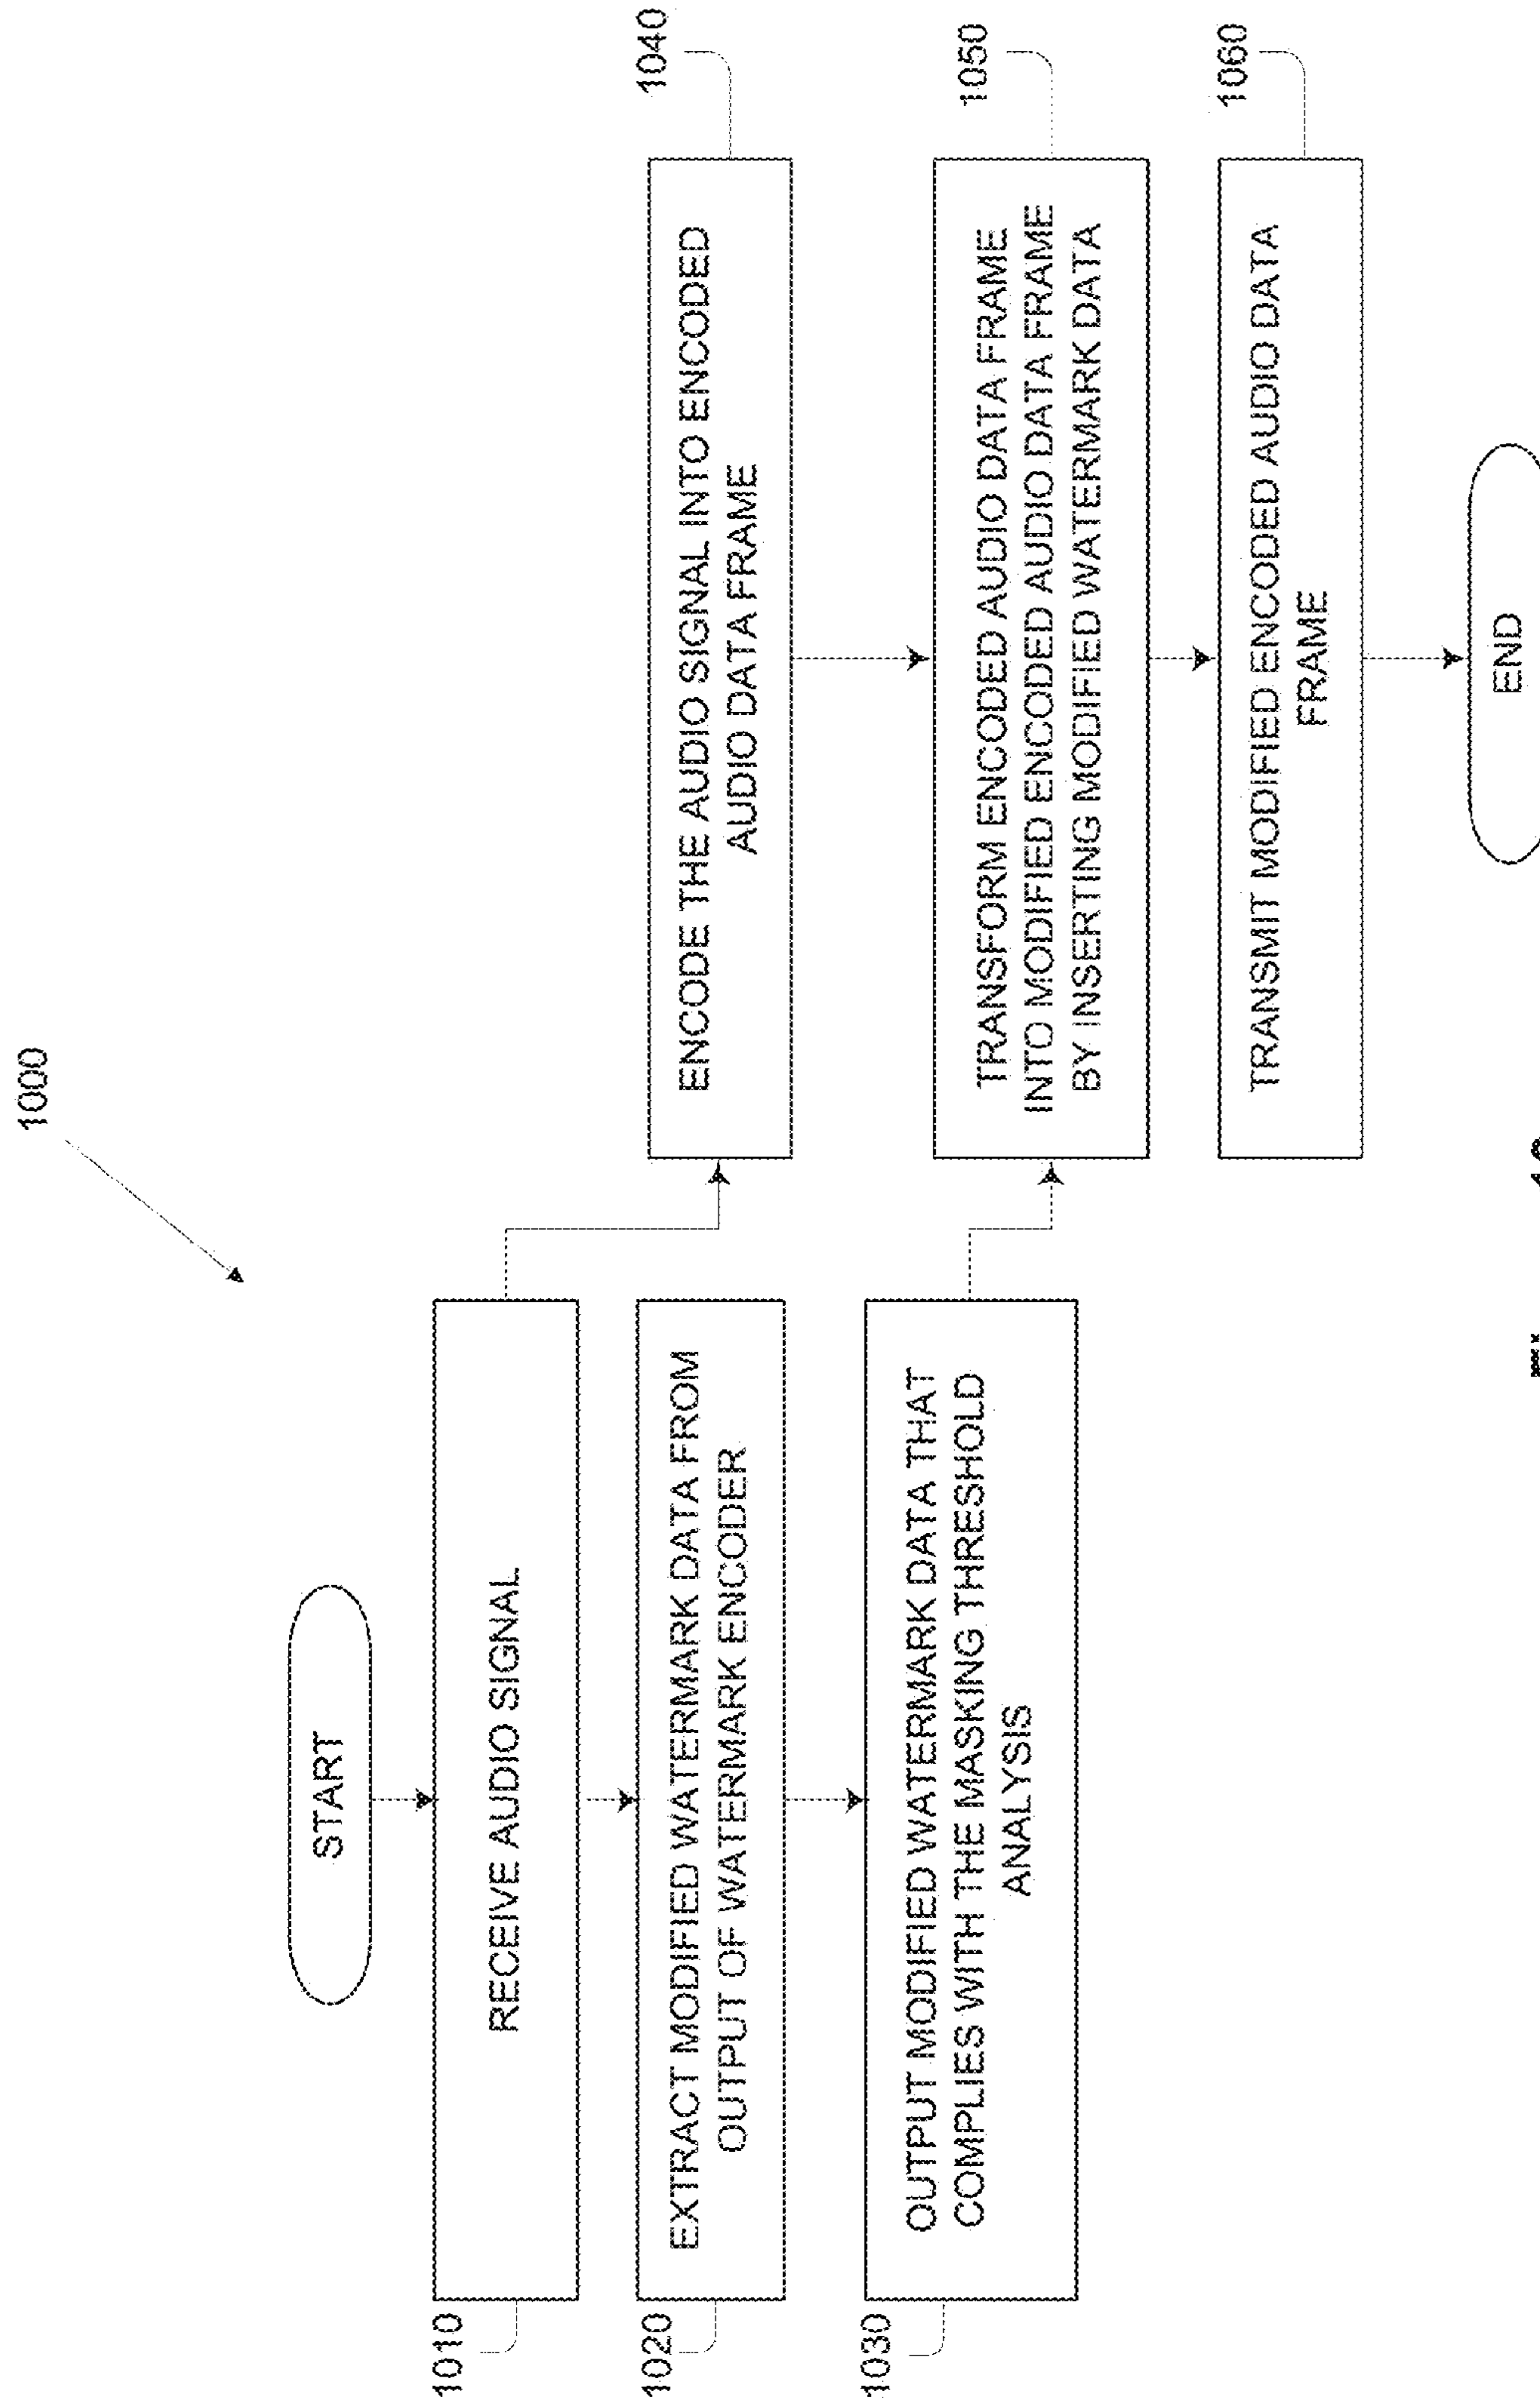 1000
START
1010
RECEIVE AUDIO SIGNAL
1020
EXTRACT MODIFIED WATERMARK DATA FROM
OUTPUT OF WATERMARK ENCODER
1030
OUTPUT MODIFIED WATERMARK DATA THAT
COMPLIES WITH THE MASKING THRESHOLD
ANALYSIS
ENCODE THE AUDIO SIGNAL INTO ENCODED
AUDIO DATA FRAME
1040
TRANSFORM ENCODED AUDIO DATA FRAME
INTO MODIFIED ENCODED AUDIO DATA FRAME
BY INSERTING MODIFIED WATERMARK DATA
1050
TRANSMIT MODIFIED ENCODED AUDIO DATA
FRAME
1060
END